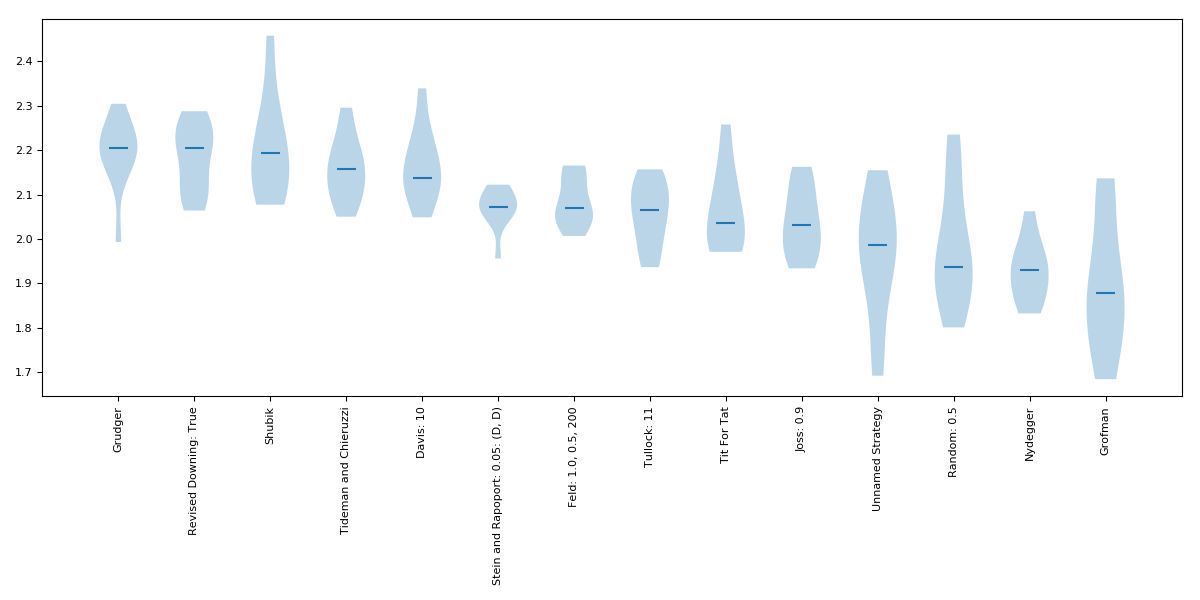 2.4
2.3
2.2
2.1
2.0
1.9
1.8
1.7
Grudger
Revised Downing: True
Shubik
Tideman and Chieruzzi
Davis: 10
Stein and Rapoport: 0.05: (D, D)
Feld: 1.0, 0.5, 200
Tullock: 11
Tit For Tat
Joss: 0.9
Unnamed Strategy
Random: 0.5
Nydegger
Grofman